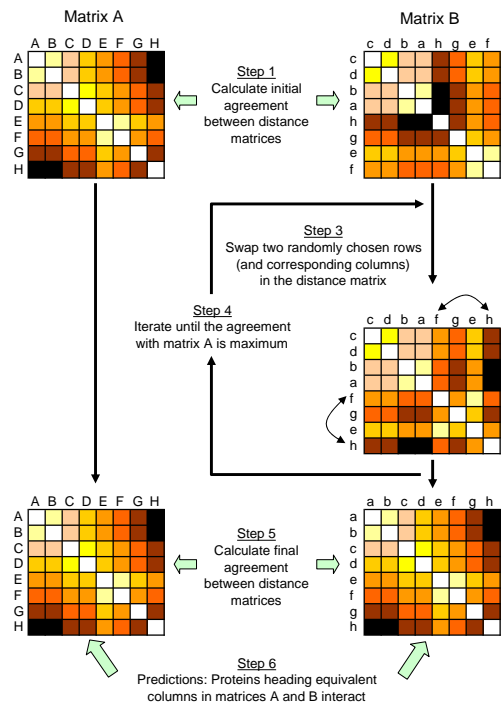 Matrix A
Matrix B
A B C D E F G H
A
B
C
D
E
F
G
H
c d b a h g e f
c
d
b
a
h
g
e
f
Step 1
Calculate initial
agreement
between distance
matrices
Step 3
Swap two randomly chosen rows
(and corresponding columns)
in the distance matrix
Step 4
Iterate until the agreement
with matrix A is maximum
c d b a f g e h
c
d
b
a
f
g
e
h
A B C D E F G H
A
B
C
D
E
F
G
H
Step 5
Calculate final
agreement
between distance
matrices
a b c d e f g h
a
b
c
d
e
f
g
h
Step 6
Predictions: Proteins heading equivalent
columns in matrices A and B interact